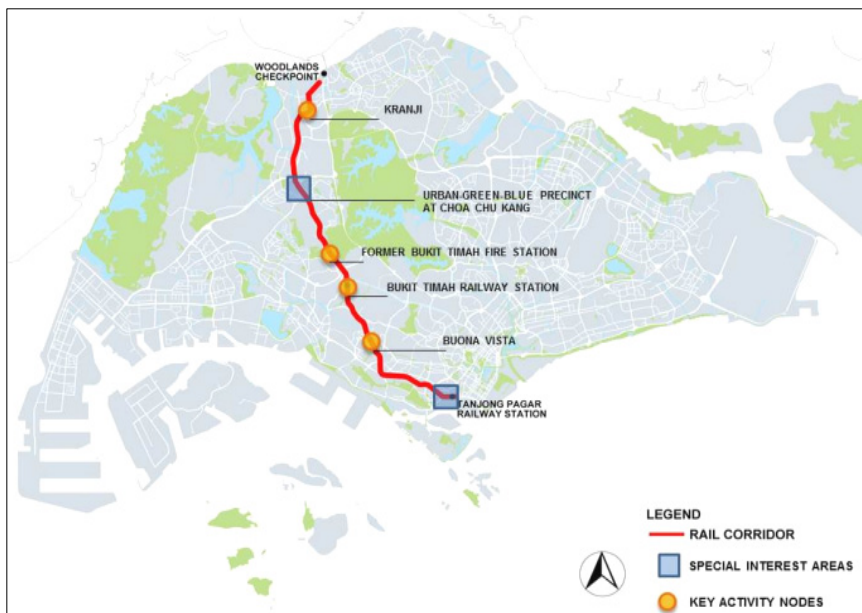 WOODLANDS
CHECKPOINT
KRANJI
URBAN-GREEN-BLUE PRECINCT
AT CHOA CHU KANG
FORMER BUKIT TIMAH FIRE STATION
BUKIT TIMAH RAILWAY STATION
BUONA VISTA
TANJONG PAGAR
RAILWAY STATION
LEGEND
RAIL CORRIDOR
SPECIAL INTEREST AREAS
KEY ACTIVITY NODES